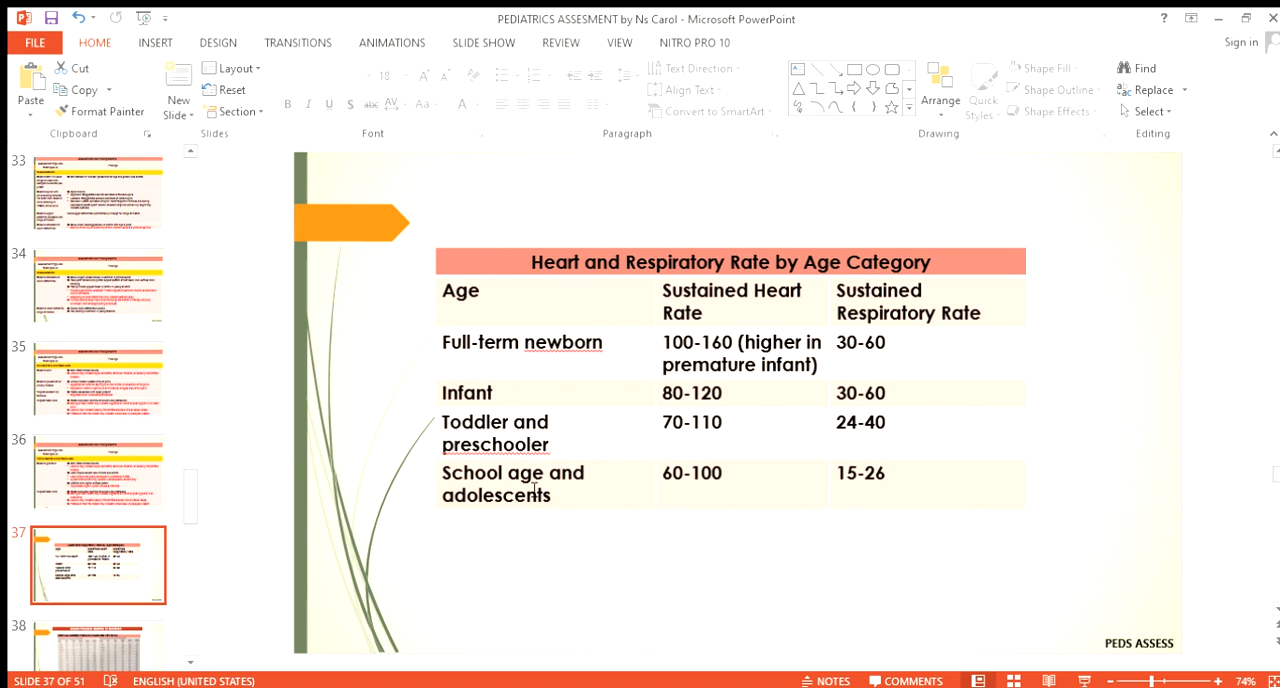 PEDIATRICS ASSESMENT by Ns Carol - Microsoft PowerPoint
?
FILE HOME INSERT DESIGN TRANSITIONS ANIMATIONS SLIDE SHOW REVIEW VIEW NITRO PRO 10 Sign in
Paste
Cut
Copy
Format Painter
Clipboard
New
Slide
Layout
Reset
Section
Slides
18
B I U S abc AV Aa A
Font
Text Direction
Align Text
Convert to SmartArt
Paragraph
Arrange
Quick
Styles
Shape Fill
Shape Outline
Shape Effects
Drawing
Find
Replace
Select
Editing
33
34
35
36
37
38
Heart and Respiratory Rate by Age Category
Age Sustained Heart Sustained
Rate Respiratory Rate
Full-term newborn 100-160 (higher in 30-60
premature infant)
Infant 80-120 30-60
Toddler and 70-110 24-40
preschooler
School age and 60-100 15-26
adolescents
PEDS ASSESS
SLIDE 37 OF 51 ENGLISH (UNITED STATES) NOTES COMMENTS 74%